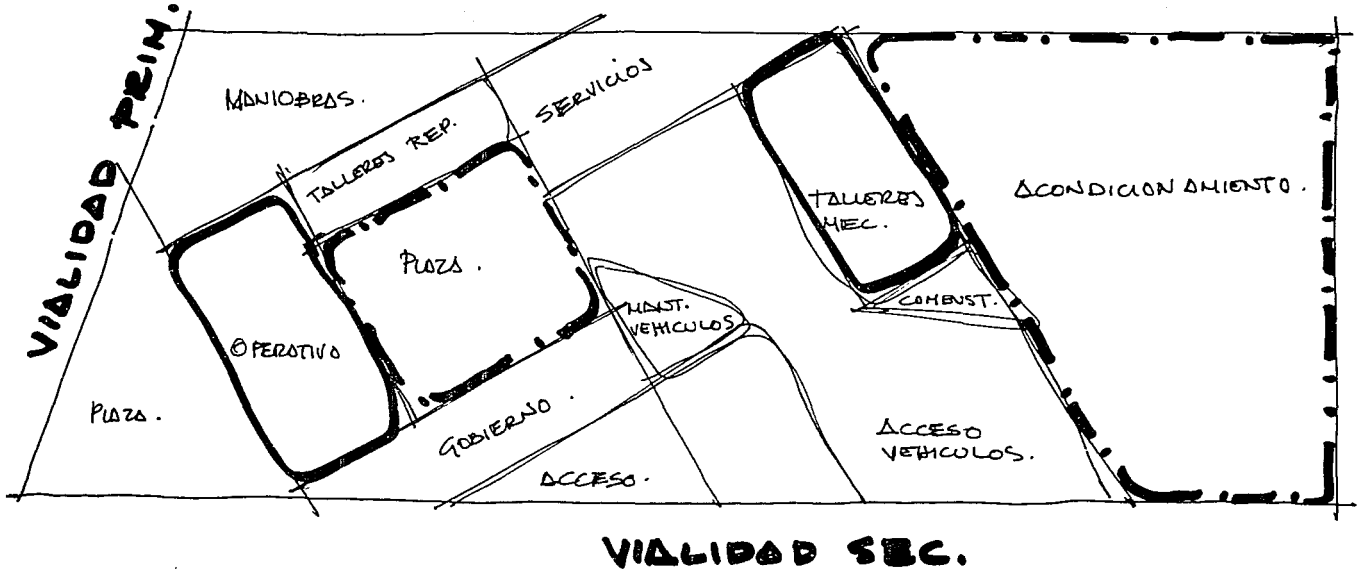 VIALIDAD PRIM.
MANIOBRAS.
SERVICIOS
TALLERES REP.
PLAZA.
TALLERES
MEC.
ACONDICIONAMIENTO.
COMBUST.
MANT.
VEHICULOS
OPERATIVO
PLAZA.
GOBIERNO.
ACCESO
VEHICULOS.
ACCESO.
VIALIDAD SEC.